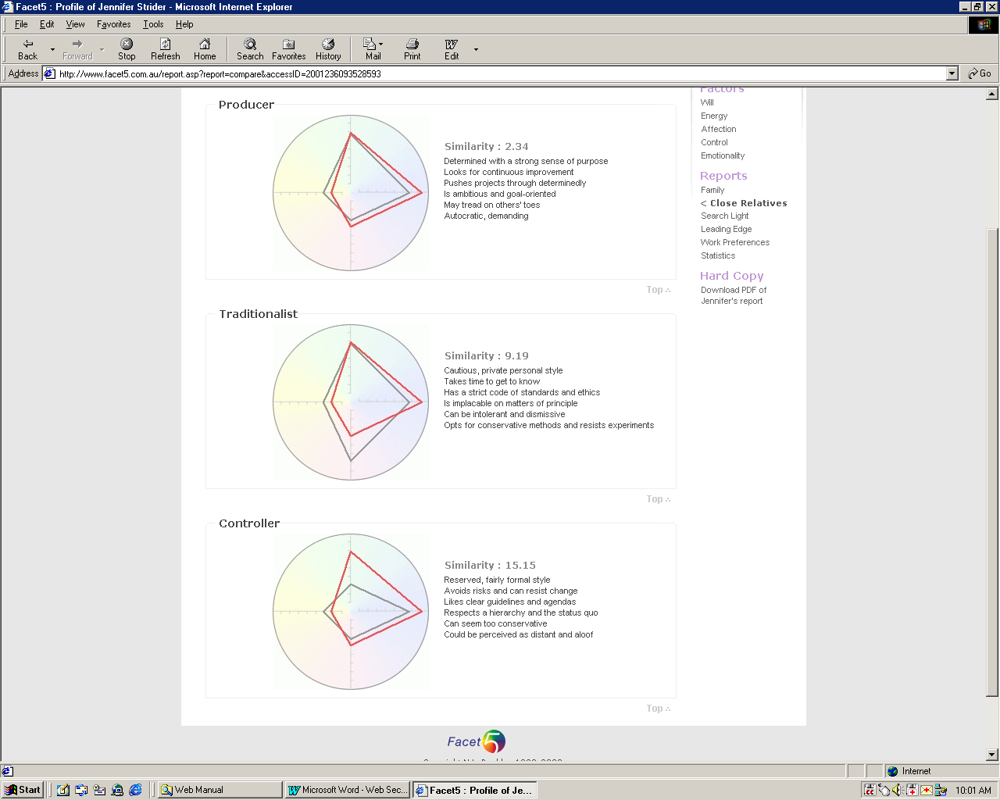 Facet5 : Profile of Jennifer Strider - Microsoft Internet Explorer
File Edit View Favorites Tools Help
Back Forward Stop Refresh Home Search Favorites History Mail Print Edit
Address http://www.facet5.com.au/report.asp?report=compare&accessID=2001236093528593 Go
Producer
Similarity : 2.34
Determined with a strong sense of purpose
Looks for continuous improvement
Pushes projects through determinedly
Is ambitious and goal-oriented
May tread on others' toes
Autocratic, demanding
Top
Traditionalist
Similarity : 9.19
Cautious, private personal style
Takes time to get to know
Has a strict code of standards and ethics
Is implacable on matters of principle
Can be intolerant and dismissive
Opts for conservative methods and resists experiments
Top
Controller
Similarity : 15.15
Reserved, fairly formal style
Avoids risks and can resist change
Likes clear guidelines and agendas
Respects a hierarchy and the status quo
Can seem too conservative
Could be perceived as distant and aloof
Top
Factors
Will
Energy
Affection
Control
Emotionality
Reports
Family
< Close Relatives
Search Light
Leading Edge
Work Preferences
Statistics
Hard Copy
Download PDF of
Jennifer's report
Facet 5
Internet
Start Web Manual Microsoft Word - Web Sec... Facet5 : Profile of Je... 10:01 AM